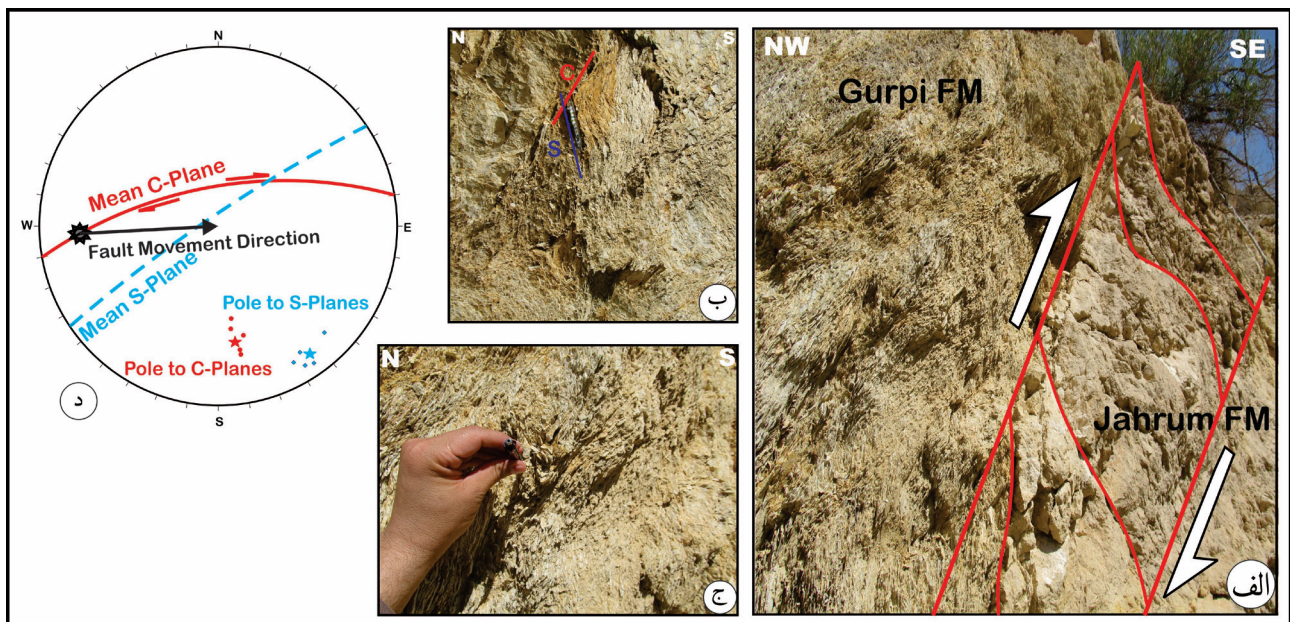 N
W
E
S
Mean C-Plane
Fault Movement Direction
Mean S-Plane
Pole to S-Planes
Pole to C-Planes
د
N
S
C
S
ب
N
S
ج
NW
SE
Gurpi FM
Jahrum FM
الف